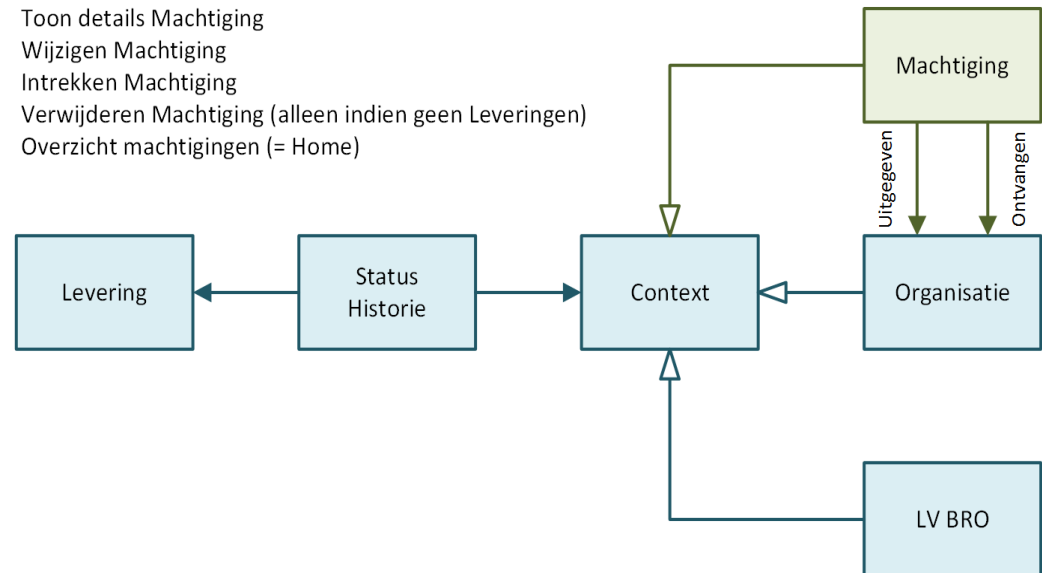 Toon details Machtiging
Wijzigen Machtiging
Intrekken Machtiging
Verwijderen Machtiging (alleen indien geen Leveringen)
Overzicht machtigingen (= Home)
Machtiging
Uitgegeven
Ontvangen
Levering
Status
Historie
Context
Organisatie
LV BRO